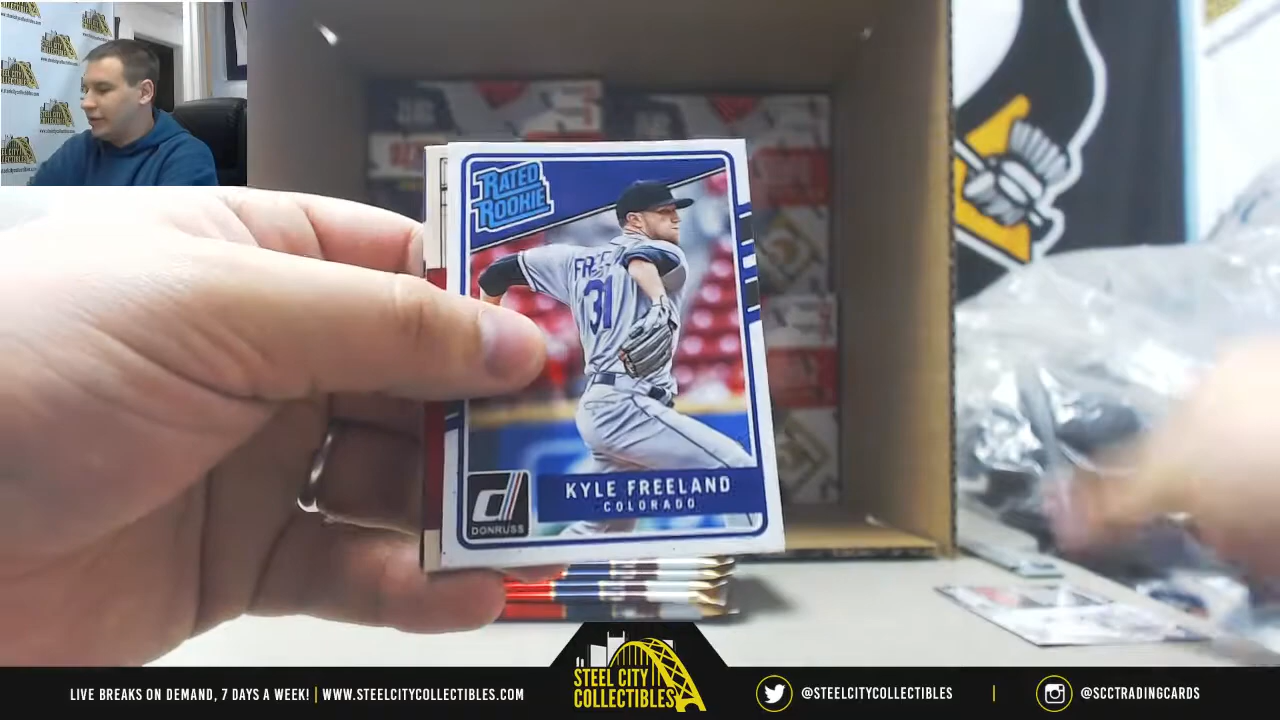 RATED
ROOKIE
FREE
31
KYLE FREELAND
COLORADO
d
DONRUSS
LIVE BREAKS ON DEMAND, 7 DAYS A WEEK! | WWW.STEELCITYCOLLECTIBLES.COM
STEEL CITY
COLLECTIBLES
@STEELCITYCOLLECTIBLES
@SCCTRADINGCARDS